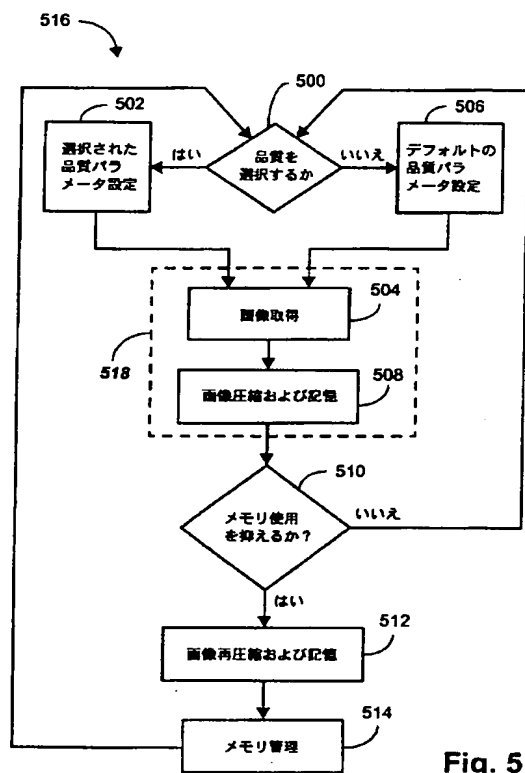 516
500
502
506
選択された
品質パラ
メータ設定
はい
品質を
選択するか
いいえ
デフォルトの
品質パラ
メータ設定
504
画像取得
518
508
画像圧縮および記憶
510
メモリ使用
を抑えるか?
いいえ
はい
512
画像再圧縮および記憶
514
メモリ管理
Fig. 5